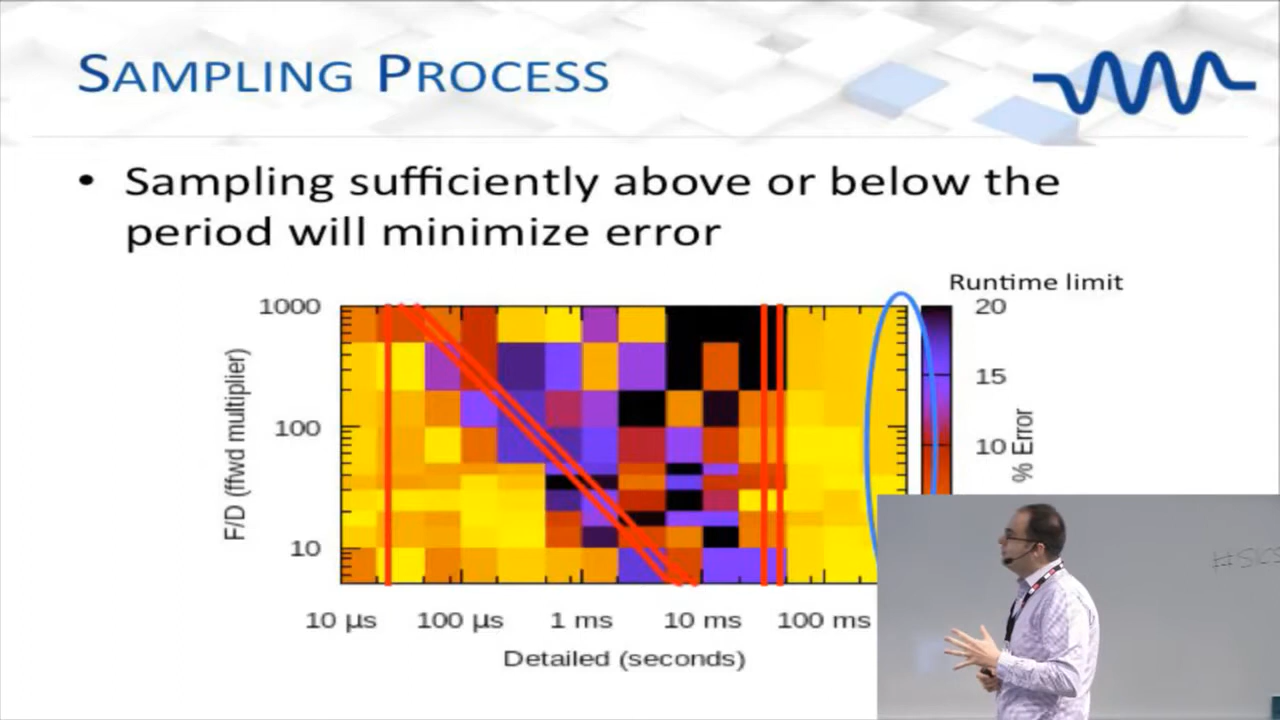 SAMPLING PROCESS
• Sampling sufficiently above or below the
period will minimize error
Runtime limit
1000
100
10
F/D (ffwd multiplier)
10 µs
100 µs
1 ms
10 ms
100 ms
Detailed (seconds)
20
15
10
% Error